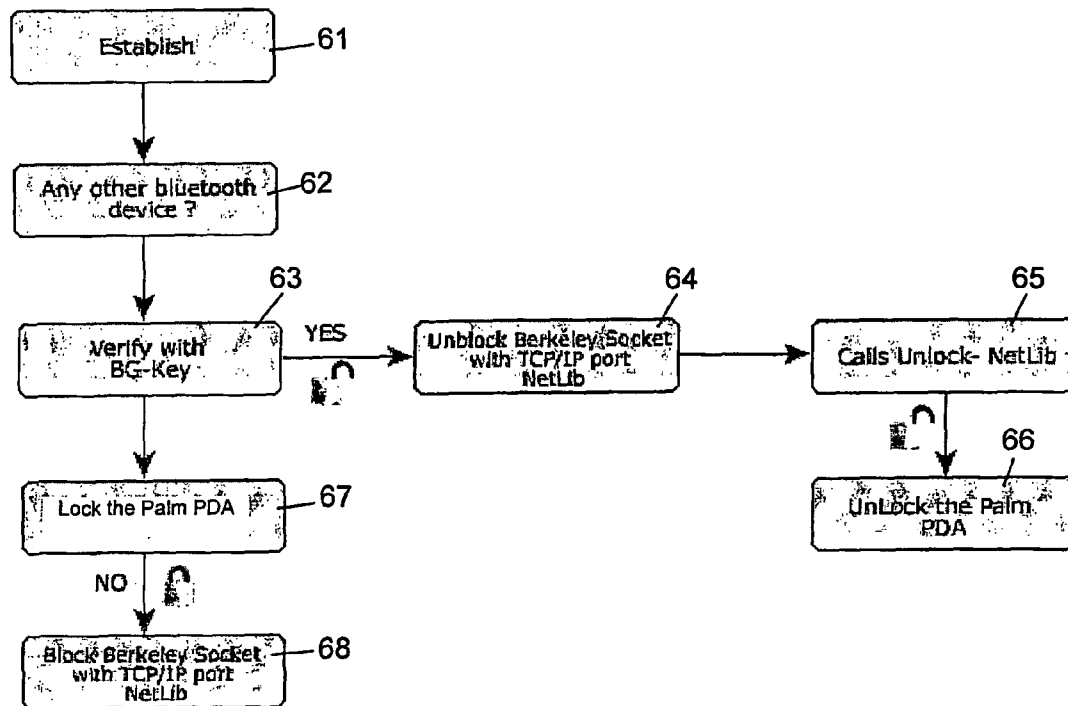 Establish
61
Any other bluetooth
device ?
62
63
Verify with
BG-Key
YES
64
Unblock Berkeley Socket
with TCP/IP port
NetLib
65
Calls Unlock- NetLib
66
UnLock the Palm
PDA
Lock the Palm PDA
67
NO
Block Berkeley Socket
with TCP/IP port
NetLib
68